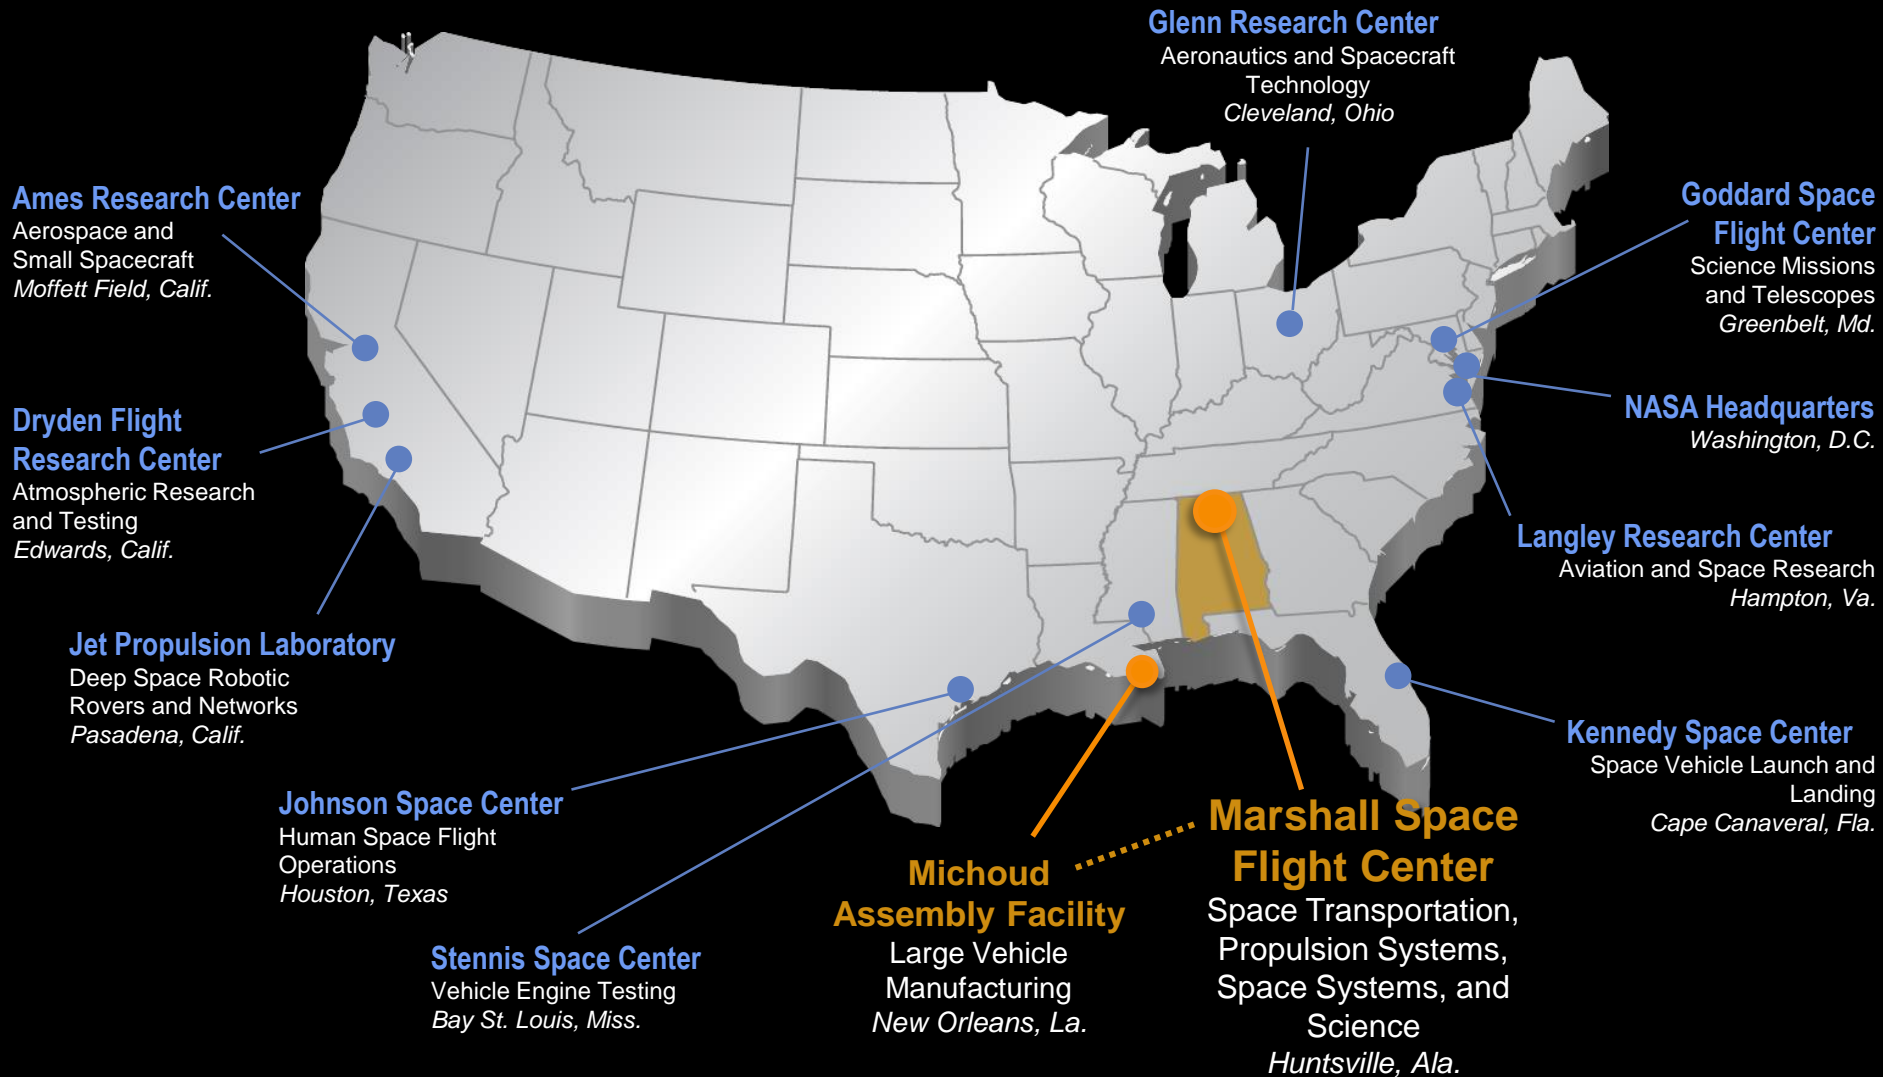 Glenn Research Center
Aeronautics and Spacecraft
Technology
Cleveland, Ohio
Ames Research Center
Aerospace and
Small Spacecraft
Moffett Field, Calif.
Goddard Space
Flight Center
Science Missions
and Telescopes
Greenbelt, Md.
Dryden Flight
Research Center
Atmospheric Research
and Testing
Edwards, Calif.
NASA Headquarters
Washington, D.C.
Langley Research Center
Aviation and Space Research
Hampton, Va.
Jet Propulsion Laboratory
Deep Space Robotic
Rovers and Networks
Pasadena, Calif.
Kennedy Space Center
Space Vehicle Launch and
Landing
Cape Canaveral, Fla.
Johnson Space Center
Human Space Flight
Operations
Houston, Texas
Stennis Space Center
Vehicle Engine Testing
Bay St. Louis, Miss.
Michoud
Assembly Facility
Large Vehicle
Manufacturing
New Orleans, La.
Marshall Space
Flight Center
Space Transportation,
Propulsion Systems,
Space Systems, and
Science
Huntsville, Ala.